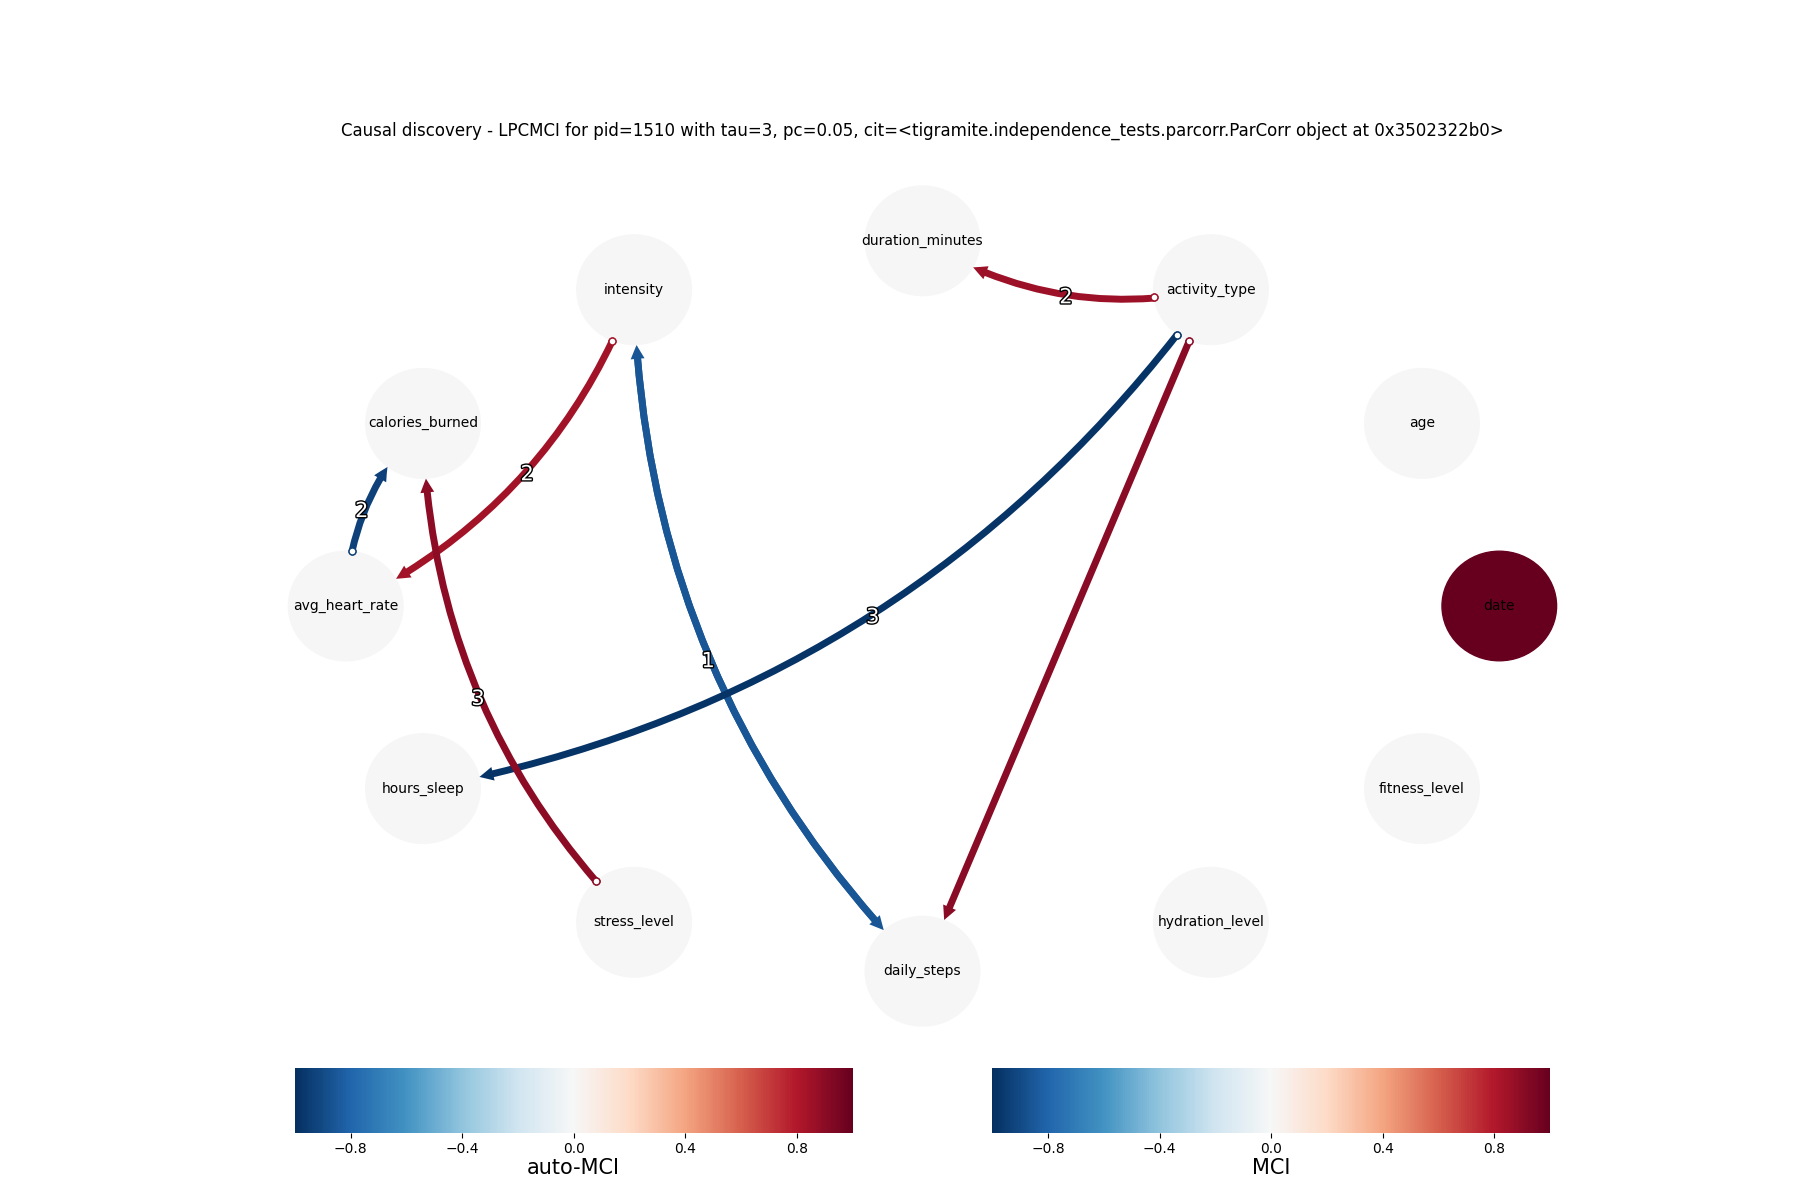 Causal discovery - LPCMCI for pid=1510 with tau=3, pc=0.05, cit=<tigramite.independence_tests.parcorr.ParCorr object at 0x3502322b0>
duration_minutes
intensity
activity_type
2
calories_burned
age
2
2
avg_heart_rate
date
3
1
3
hours_sleep
fitness_level
stress_level
hydration_level
daily_steps
−0.8 −0.4 0.0 0.4 0.8
auto-MCI
−0.8 −0.4 0.0 0.4 0.8
MCI